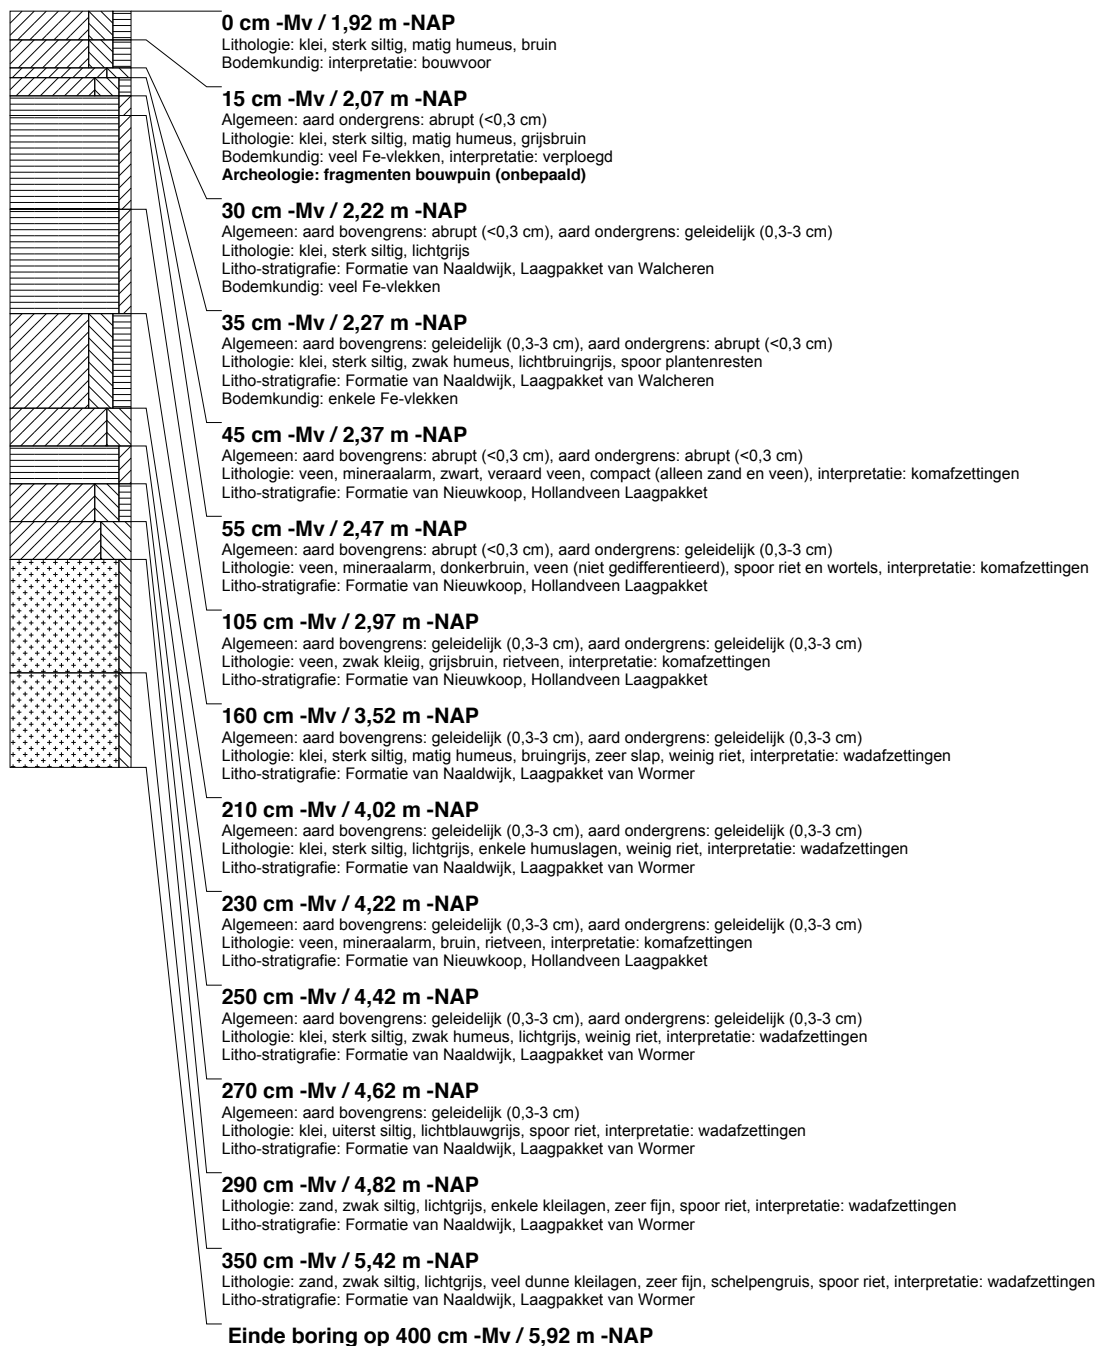 0 cm -Mv / 1,92 m -NAP
Lithologie: klei, sterk siltig, matig humeus, bruin
Bodemkundig: interpretatie: bouwvoor
15 cm -Mv / 2,07 m -NAP
Algemeen: aard ondergrens: abrupt (<0,3 cm)
Lithologie: klei, sterk siltig, matig humeus, grijsbruin
Bodemkundig: veel Fe-vlekken, interpretatie: verploegd
Archeologie: fragmenten bouwpuin (onbepaald)
30 cm -Mv / 2,22 m -NAP
Algemeen: aard bovengrens: abrupt (<0,3 cm), aard ondergrens: geleidelijk (0,3-3 cm)
Lithologie: klei, sterk siltig, lichtgrijs
Litho-stratigrafie: Formatie van Naaldwijk, Laagpakket van Walcheren
Bodemkundig: veel Fe-vlekken
35 cm -Mv / 2,27 m -NAP
Algemeen: aard bovengrens: geleidelijk (0,3-3 cm), aard ondergrens: abrupt (<0,3 cm)
Lithologie: klei, sterk siltig, zwak humeus, lichtbruingrijs, spoor plantenresten
Litho-stratigrafie: Formatie van Naaldwijk, Laagpakket van Walcheren
Bodemkundig: enkele Fe-vlekken
45 cm -Mv / 2,37 m -NAP
Algemeen: aard bovengrens: abrupt (<0,3 cm), aard ondergrens: abrupt (<0,3 cm)
Lithologie: veen, mineraalarm, zwart, veraard veen, compact (alleen zand en veen), interpretatie: komafzettingen
Litho-stratigrafie: Formatie van Nieuwkoop, Hollandveen Laagpakket
55 cm -Mv / 2,47 m -NAP
Algemeen: aard bovengrens: abrupt (<0,3 cm), aard ondergrens: geleidelijk (0,3-3 cm)
Lithologie: veen, mineraalarm, donkerbruin, veen (niet gedifferentieerd), spoor riet en wortels, interpretatie: komafzettingen
Litho-stratigrafie: Formatie van Nieuwkoop, Hollandveen Laagpakket
105 cm -Mv / 2,97 m -NAP
Algemeen: aard bovengrens: geleidelijk (0,3-3 cm), aard ondergrens: geleidelijk (0,3-3 cm)
Lithologie: veen, zwak kleiig, grijsbruin, rietveen, interpretatie: komafzettingen
Litho-stratigrafie: Formatie van Nieuwkoop, Hollandveen Laagpakket
160 cm -Mv / 3,52 m -NAP
Algemeen: aard bovengrens: geleidelijk (0,3-3 cm), aard ondergrens: geleidelijk (0,3-3 cm)
Lithologie: klei, sterk siltig, matig humeus, bruingrijs, zeer slap, weinig riet, interpretatie: wadafzettingen
Litho-stratigrafie: Formatie van Naaldwijk, Laagpakket van Wormer
210 cm -Mv / 4,02 m -NAP
Algemeen: aard bovengrens: geleidelijk (0,3-3 cm), aard ondergrens: geleidelijk (0,3-3 cm)
Lithologie: klei, sterk siltig, lichtgrijs, enkele humuslagen, weinig riet, interpretatie: wadafzettingen
Litho-stratigrafie: Formatie van Naaldwijk, Laagpakket van Wormer
230 cm -Mv / 4,22 m -NAP
Algemeen: aard bovengrens: geleidelijk (0,3-3 cm), aard ondergrens: geleidelijk (0,3-3 cm)
Lithologie: veen, mineraalarm, bruin, rietveen, interpretatie: komafzettingen
Litho-stratigrafie: Formatie van Nieuwkoop, Hollandveen Laagpakket
250 cm -Mv / 4,42 m -NAP
Algemeen: aard bovengrens: geleidelijk (0,3-3 cm), aard ondergrens: geleidelijk (0,3-3 cm)
Lithologie: klei, sterk siltig, zwak humeus, lichtgrijs, weinig riet, interpretatie: wadafzettingen
Litho-stratigrafie: Formatie van Naaldwijk, Laagpakket van Wormer
270 cm -Mv / 4,62 m -NAP
Algemeen: aard bovengrens: geleidelijk (0,3-3 cm)
Lithologie: klei, uiterst siltig, lichtblauwgrijs, spoor riet, interpretatie: wadafzettingen
Litho-stratigrafie: Formatie van Naaldwijk, Laagpakket van Wormer
290 cm -Mv / 4,82 m -NAP
Lithologie: zand, zwak siltig, lichtgrijs, enkele kleilagen, zeer fijn, spoor riet, interpretatie: wadafzettingen
Litho-stratigrafie: Formatie van Naaldwijk, Laagpakket van Wormer
350 cm -Mv / 5,42 m -NAP
Lithologie: zand, zwak siltig, lichtgrijs, veel dunne kleilagen, zeer fijn, schelpengruis, spoor riet, interpretatie: wadafzettingen
Litho-stratigrafie: Formatie van Naaldwijk, Laagpakket van Wormer
Einde boring op 400 cm -Mv / 5,92 m -NAP